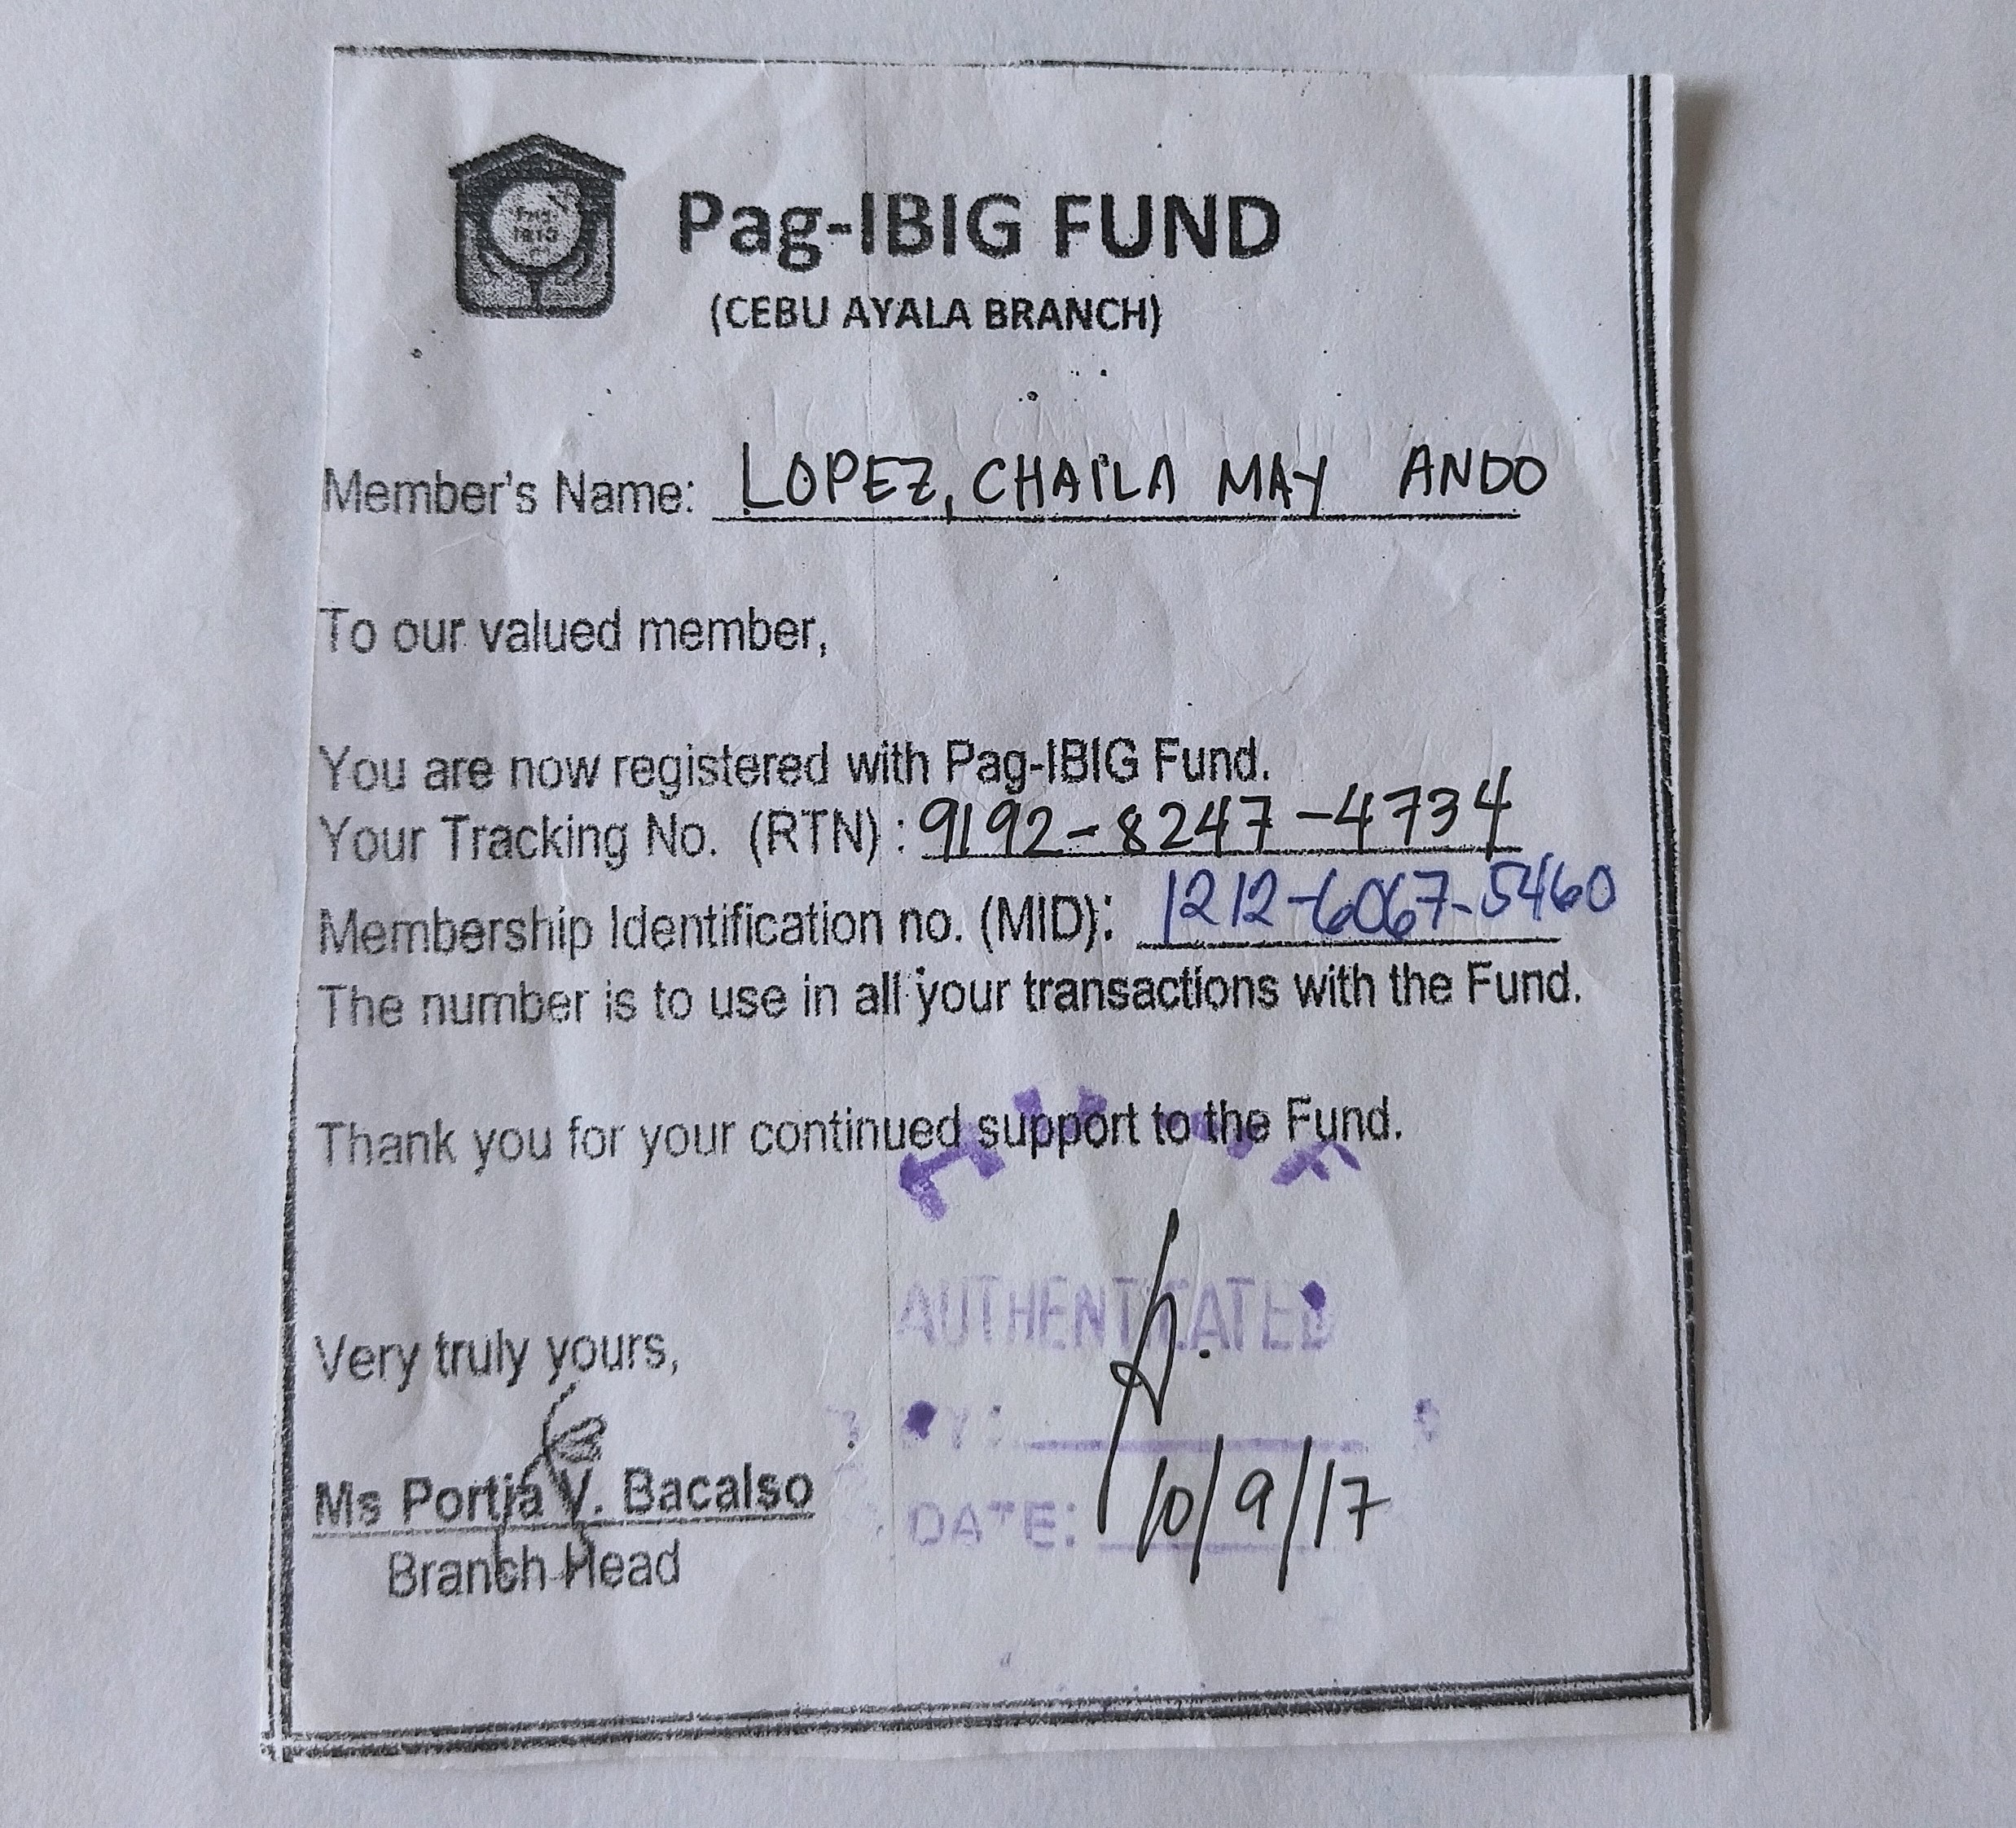 Pag-IBIG FUND
(CEBU AYALA BRANCH)
Member's Name: LOPEZ, CHAILA MAY ANDO
To our valued member,
You are now registered with Pag-IBIG Fund.
Your Tracking No. (RTN) : 9192-8247-4734
Membership Identification no. (MID): 1212-6067-5460
The number is to use in all your transactions with the Fund.
Thank you for your continued support to the Fund.
Very truly yours,
Ms Portia V. Bacalso
Branch Head
AUTHENTICATED
BY:
DATE: 10/9/17